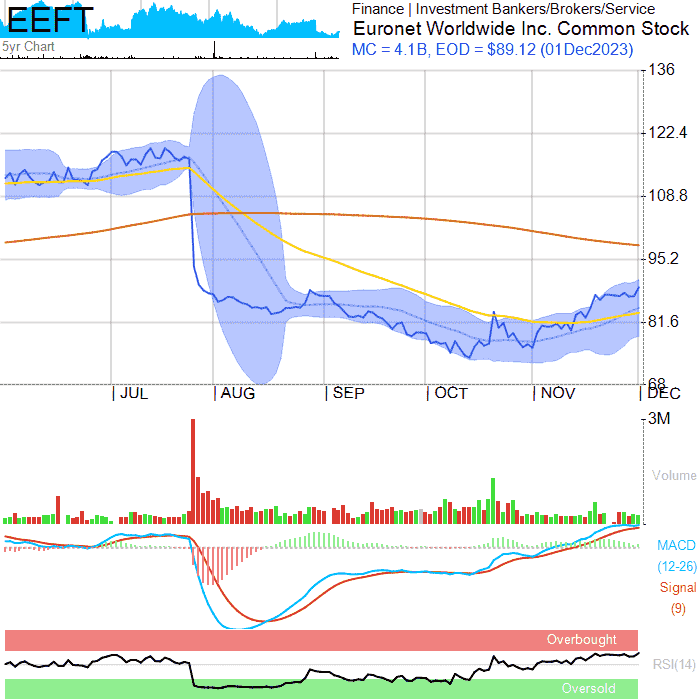 EEFT
5yr Chart
Finance | Investment Bankers/Brokers/Service
Euronet Worldwide Inc. Common Stock
MC = 4.1B, EOD = $89.12 (01Dec2023)
136
122.4
108.8
95.2
81.6
68
| JUL | AUG | SEP | OCT | NOV | DEC
3M
Volume
MACD
(12-26)
Signal
(9)
Overbought
RSI(14)
Oversold